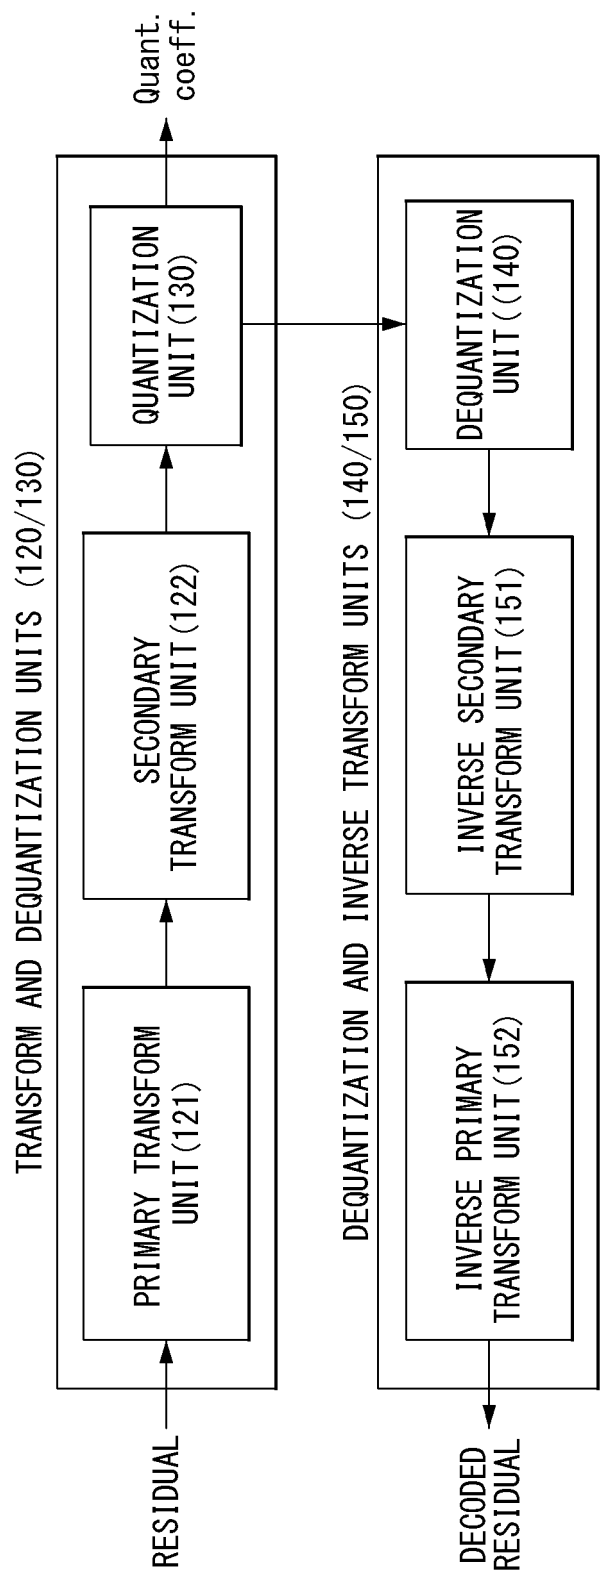 TRANSFORM AND DEQUANTIZATION UNITS (120/130)
RESIDUAL
PRIMARY TRANSFORM
UNIT(121)
SECONDARY
TRANSFORM UNIT(122)
QUANTIZATION
UNIT(130)
Quant.
coeff.
DEQUANTIZATION AND INVERSE TRANSFORM UNITS (140/150)
DECODED
RESIDUAL
INVERSE PRIMARY
TRANSFORM UNIT(152)
INVERSE SECONDARY
TRANSFORM UNIT(151)
DEQUANTIZATION
UNIT((140)